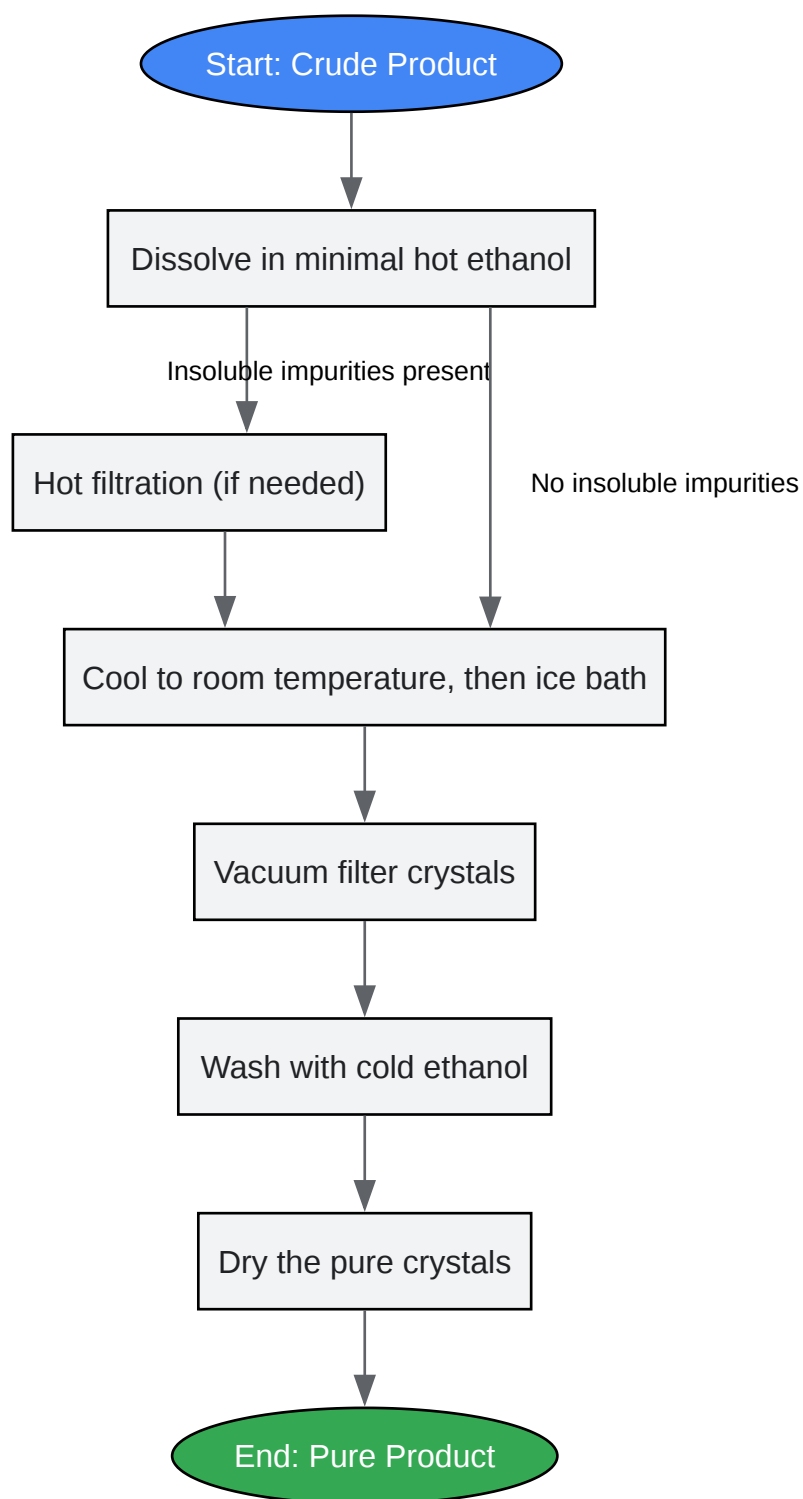 Start: Crude Product
Dissolve in minimal hot ethanol
Insoluble impurities present
Hot filtration (if needed)
No insoluble impurities
Cool to room temperature, then ice bath
Vacuum filter crystals
Wash with cold ethanol
Dry the pure crystals
End: Pure Product